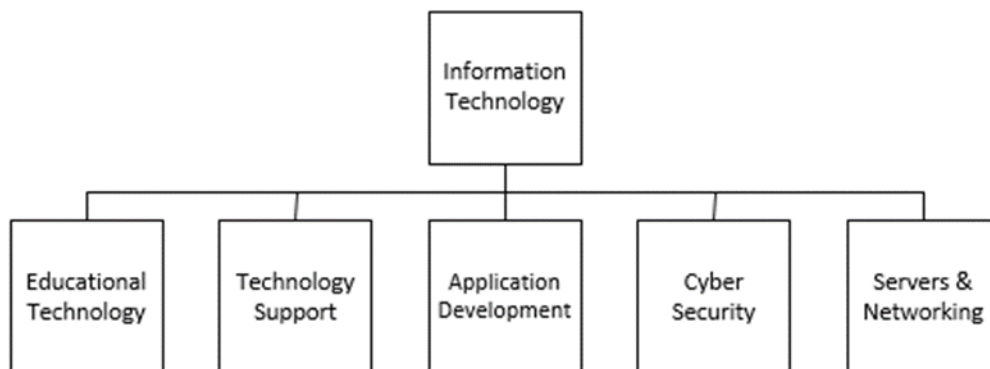 Information
Technology
Educational
Technology
Technology
Support
Application
Development
Cyber
Security
Servers &
Networking